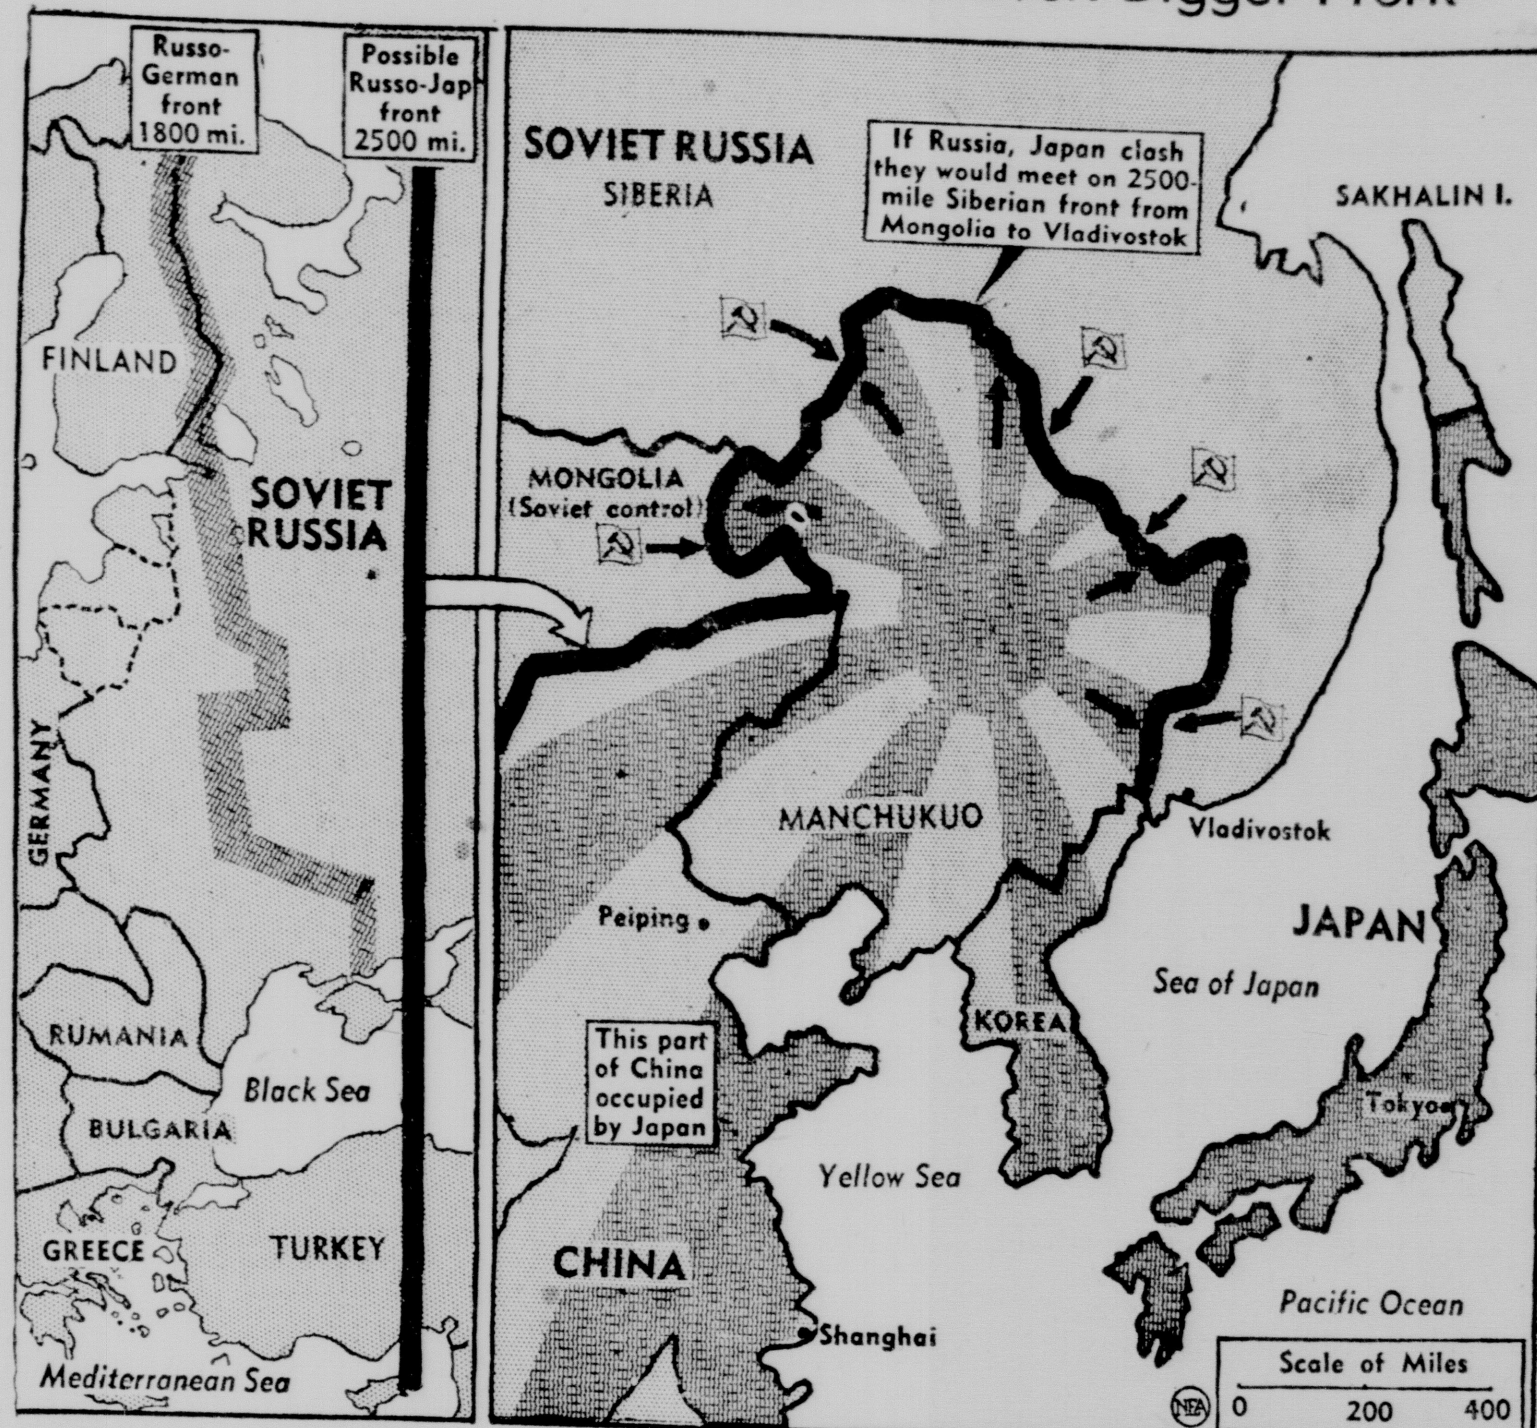 Bigger Front
Russo-
German
front
1800 mi.
Possible
Russo-Jap
front
2500 mi.
FINLAND
SOVIET
RUSSIA
GERMANY
RUMANIA
Black Sea
BULGARIA
GREECE
TURKEY
Mediterranean Sea
SOVIET RUSSIA
SIBERIA
If Russia, Japan clash
they would meet on 2500-
mile Siberian front from
Mongolia to Vladivostok
SAKHALIN I.
MONGOLIA
(Soviet control)
MANCHUKUO
Vladivostok
Peiping
JAPAN
Sea of Japan
KOREA
This part
of China
occupied
by Japan
Tokyo
Yellow Sea
CHINA
Pacific Ocean
Shanghai
NEA
Scale of Miles
0 200 400